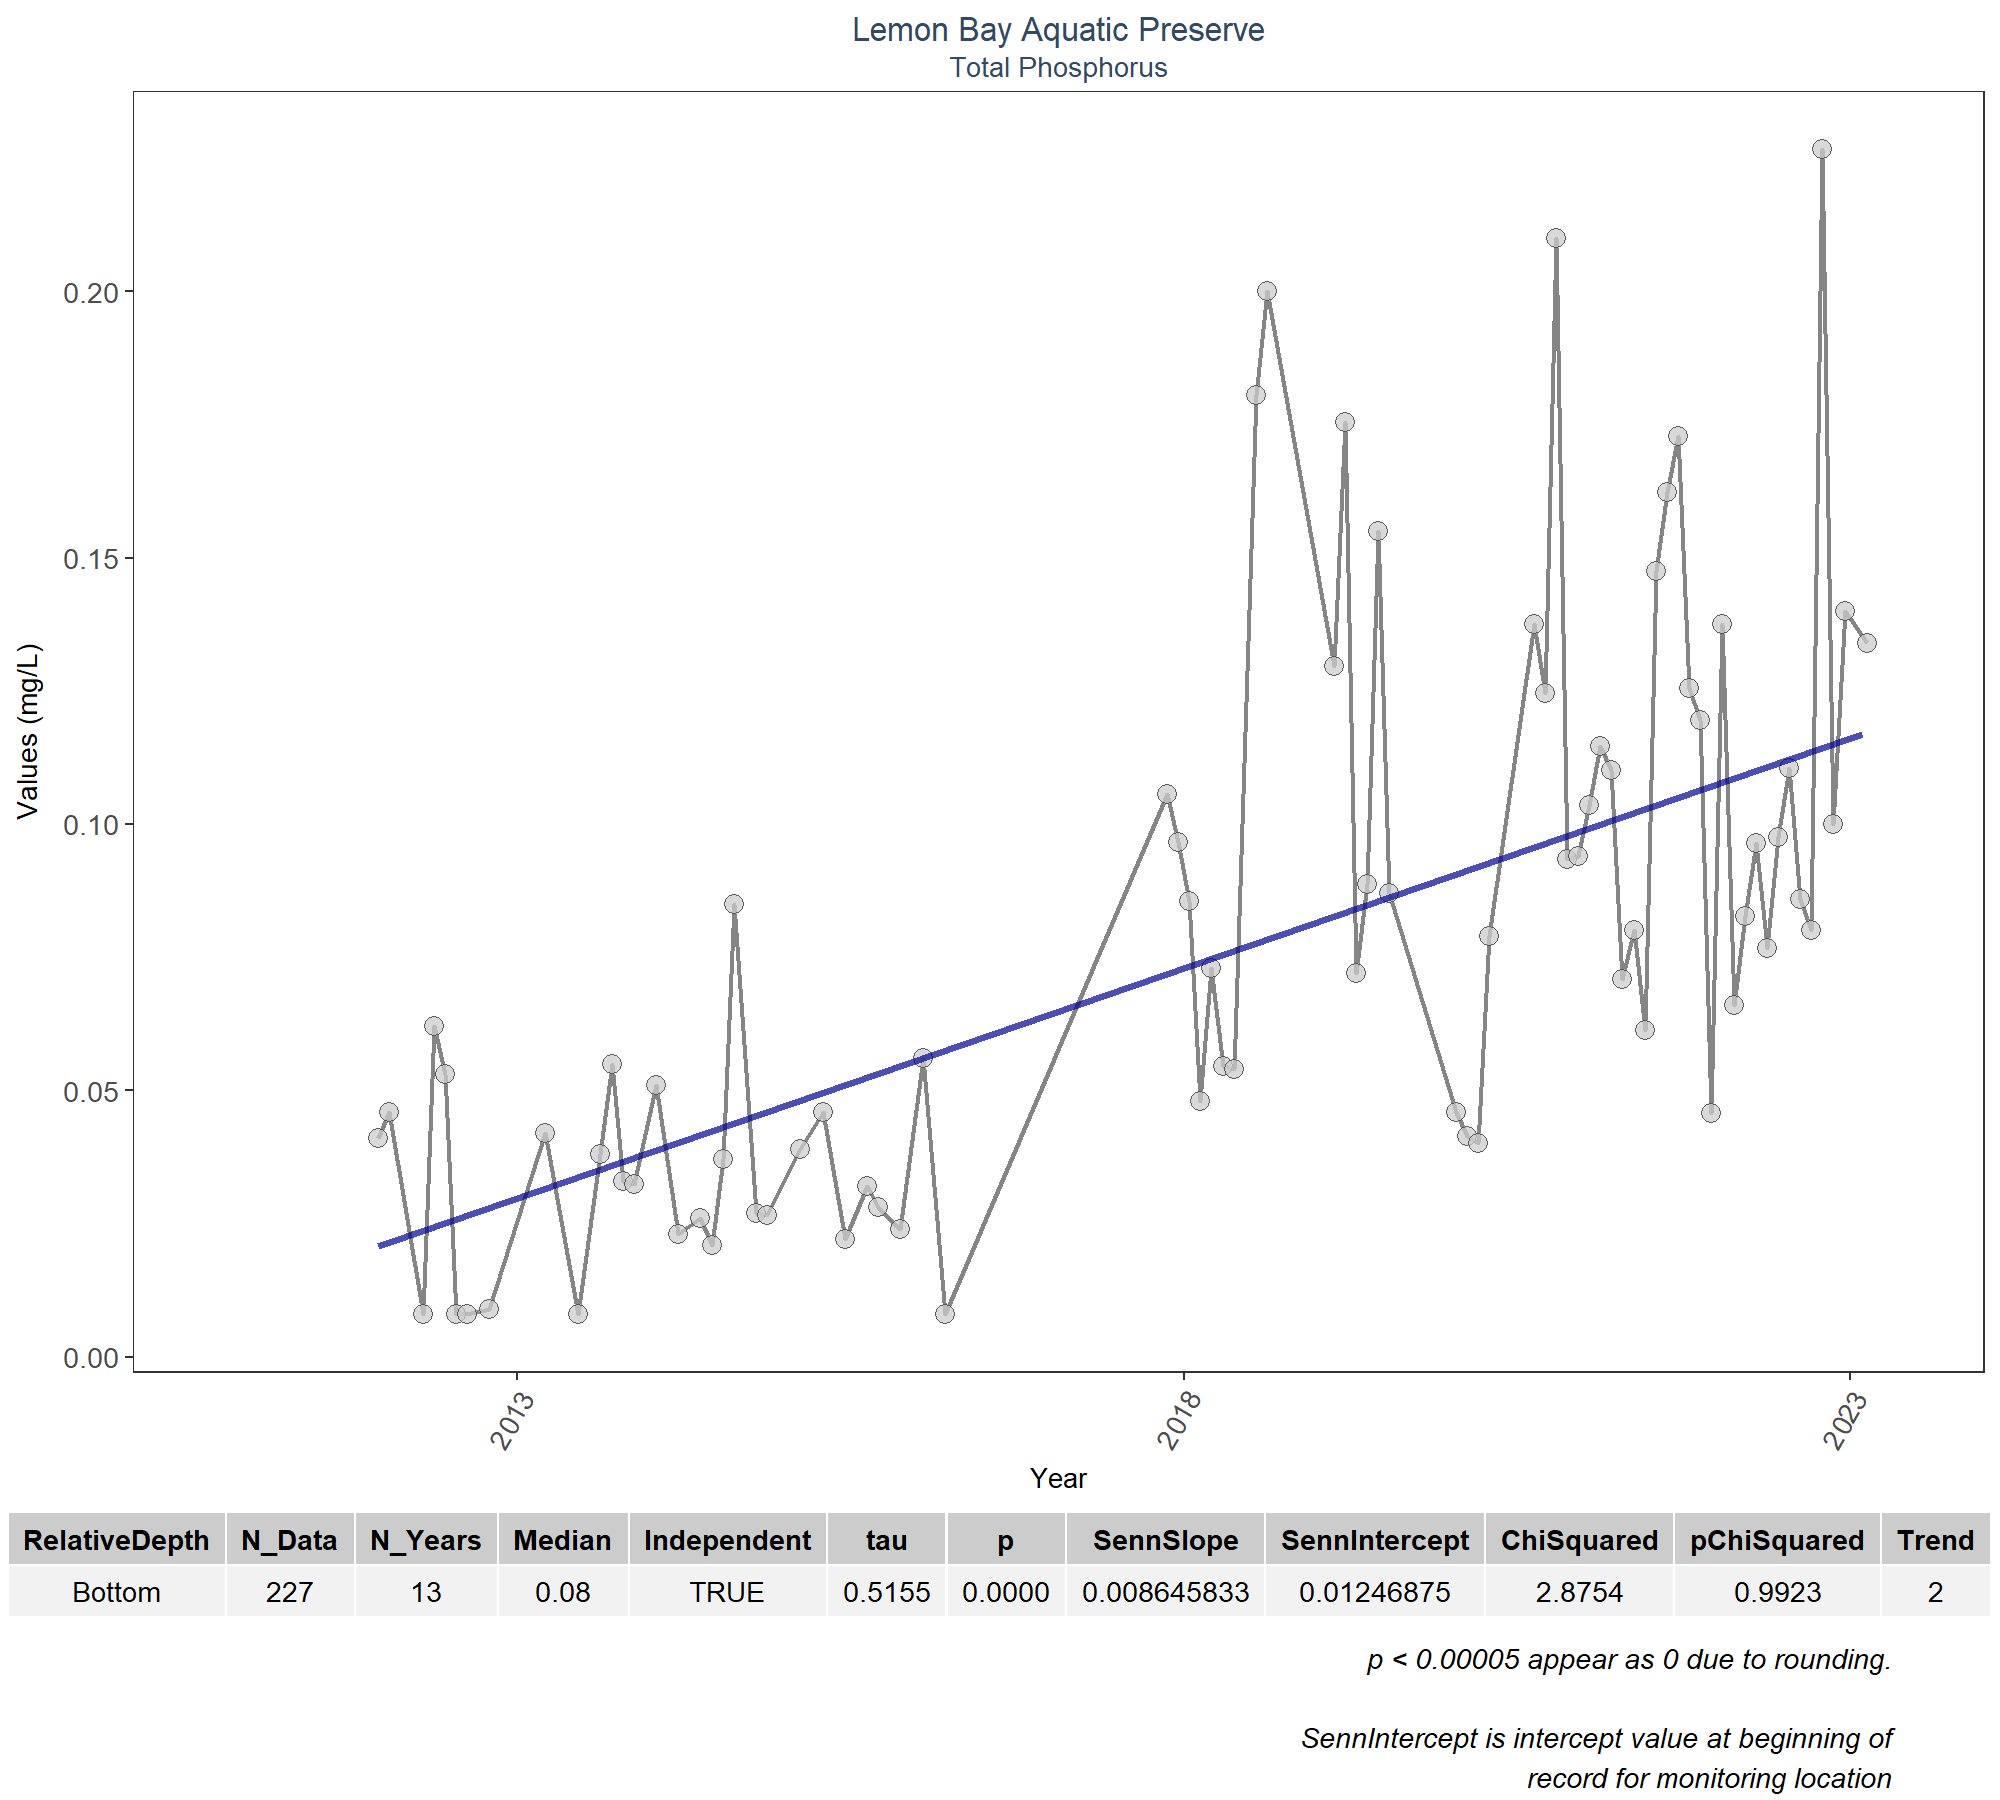 Lemon Bay Aquatic Preserve
Total Phosphorus
0.20
0.15
0.10
0.05
0.00
Values (mg/L)
2013 2018 2023
Year
RelativeDepth N_Data N_Years Median Independent tau p SennSlope SennIntercept ChiSquared pChiSquared Trend
Bottom 227 13 0.08 TRUE 0.5155 0.0000 0.008645833 0.01246875 2.8754 0.9923 2
p < 0.00005 appear as 0 due to rounding.
SennIntercept is intercept value at beginning of
record for monitoring location